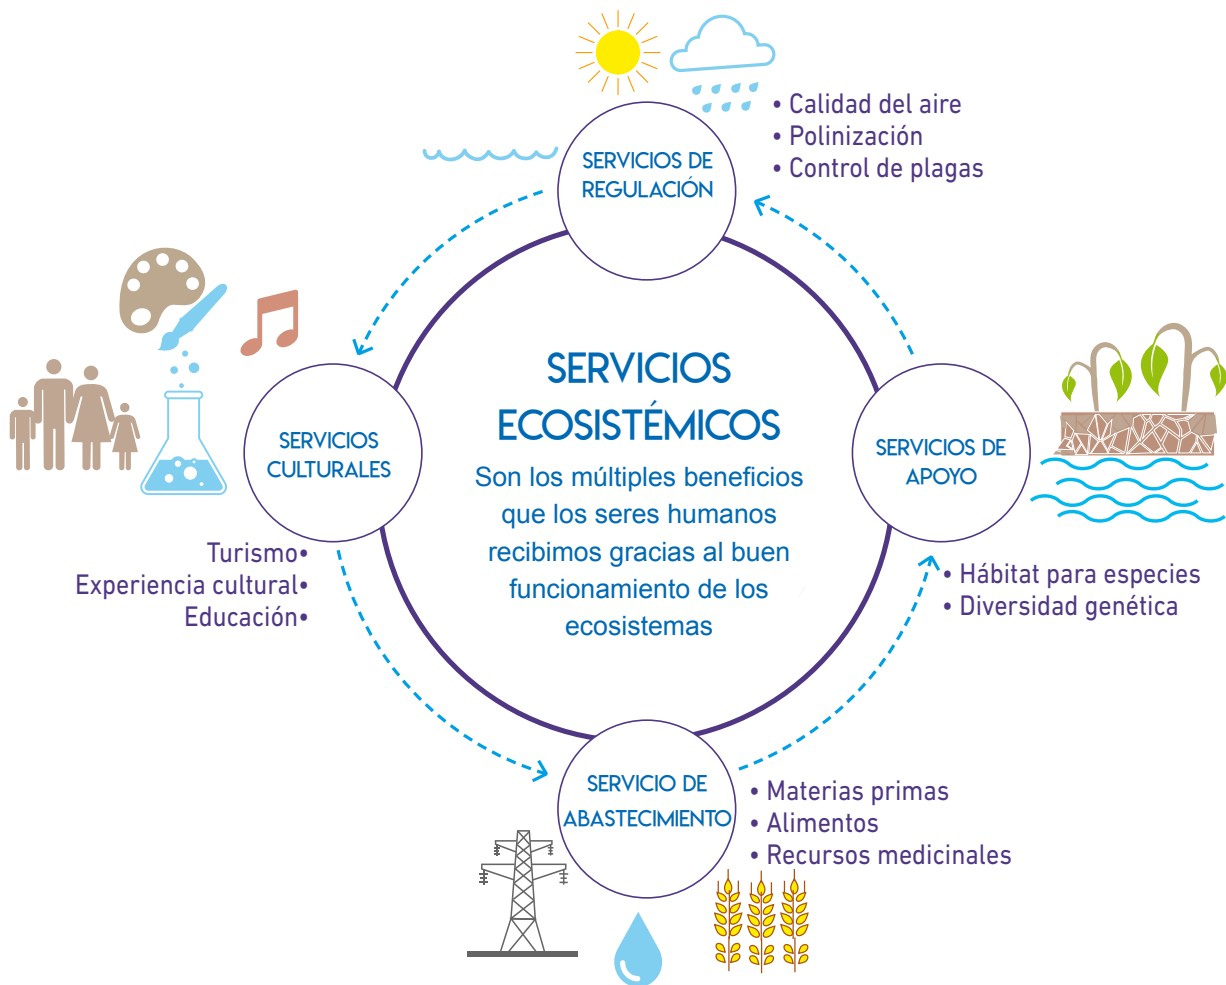 • Calidad del aire
• Polinización
• Control de plagas
SERVICIOS DE
REGULACIÓN
SERVICIOS
ECOSISTÉMICOS
Son los múltiples beneficios
que los seres humanos
recibimos gracias al buen
funcionamiento de los
ecosistemas
SERVICIOS
CULTURALES
Turismo•
Experiencia cultural•
Educación•
SERVICIOS DE
APOYO
• Hábitat para especies
• Diversidad genética
SERVICIO DE
ABASTECIMIENTO
• Materias primas
• Alimentos
• Recursos medicinales